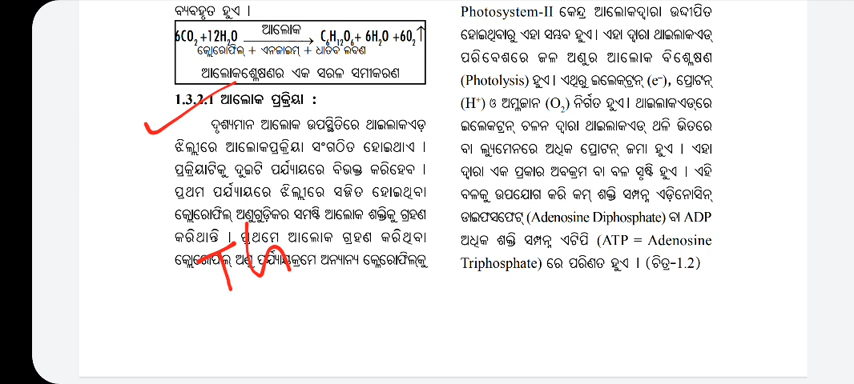 ବ୍ୟବହୃତ ହୁଏ ।
ଆଲୋକ
6CO₂+12H₂O ⟶ C₆H₁₂O₆+ 6H₂O +6O₂↑
କ୍ଲୋରୋଫିଲ୍ + ଏନଜାଇମ୍ + ଧାତବ ଲବଣ
ଆଲୋକଶ୍ଳେଷଣର ଏକ ସରଳ ସମୀକରଣ
1.3.2.1 ଆଲୋକ ପ୍ରକ୍ରିୟା :
ଦୃଶ୍ୟମାନ ଆଲୋକ ଉପସ୍ଥିତିରେ ଥାଇଲାକଏଡ଼
ଝିଲ୍ଲୀରେ ଆଲୋକପ୍ରକ୍ରିୟା ସଂଗଠିତ ହୋଇଥାଏ ।
ପ୍ରକ୍ରିୟାଟିକୁ ଦୁଇଟି ପର୍ଯ୍ୟାୟରେ ବିଭକ୍ତ କରିହେବ ।
ପ୍ରଥମ ପର୍ଯ୍ୟାୟରେ ଝିଲ୍ଲୀରେ ସଜ୍ଜିତ ହୋଇଥିବା
କ୍ଲୋରୋଫିଲ୍ ଅଣୁଗୁଡ଼ିକର ସମଷ୍ଟି ଆଲୋକ ଶକ୍ତିକୁ ଗ୍ରହଣ
କରିଥାନ୍ତି । ପ୍ରଥମେ ଆଲୋକ ଗ୍ରହଣ କରିଥିବା
କ୍ଲୋରୋଫିଲ୍ ଅଣୁ ପର୍ଯ୍ୟାୟକ୍ରମେ ଅନ୍ୟାନ୍ୟ କ୍ଳୋରୋଫିଲ୍‌କୁ
Th
Photosystem-II କେନ୍ଦ୍ର ଆଲୋକଦ୍ୱାରା ଉଦ୍ଦୀପିତ
ହୋଇଥିବାରୁ ଏହା ସମ୍ଭବ ହୁଏ । ଏହା ଦ୍ୱାରା ଥାଇଲାକଏଡ୍
ପରିବେଶରେ ଜଳ ଅଣୁର ଆଲୋକ ବିଶ୍ଳେଷଣ
(Photolysis) ହୁଏ । ଏଥିରୁ ଇଲେକଟ୍ରନ୍ (e⁻), ପ୍ରୋଟନ୍
(H⁺) ଓ ଅମ୍ଳଜାନ (O₂) ନିର୍ଗତ ହୁଏ । ଥାଇଲାକଏଡ୍‌ରେ
ଇଲେକଟ୍ରନ୍ ଚଳନ ଦ୍ୱାରା ଥାଇଲାକଏଡ୍ ଥଳି ଭିତରେ
ବା ଲ୍ୟୁମେନରେ ଅଧିକ ପ୍ରୋଟନ୍ ଜମା ହୁଏ । ଏହା
ଦ୍ୱାରା ଏକ ପ୍ରକାର ଅବକ୍ରମ ବା ବଳ ସୃଷ୍ଟି ହୁଏ । ଏହି
ବଳକୁ ଉପଯୋଗ କରି କମ୍ ଶକ୍ତି ସମ୍ପନ୍ନ ଏଡ଼ିନୋସିନ୍
ଡାଇଫସଫେଟ୍ (Adenosine Diphosphate) ବା ADP
ଅଧିକ ଶକ୍ତି ସମ୍ପନ୍ନ ଏଟିପି (ATP = Adenosine
Triphosphate) ରେ ପରିଣତ ହୁଏ । (ଚିତ୍ର-1.2)